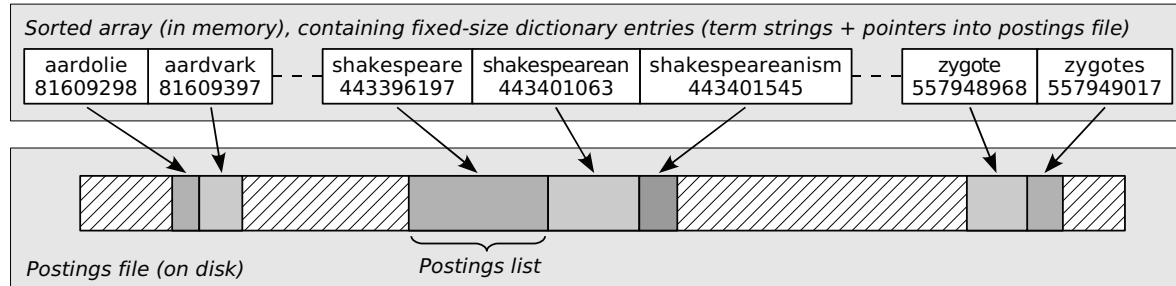 Sorted array (in memory), containing fixed-size dictionary entries (term strings + pointers into postings file)
aardolie aardvark shakespeare shakespearean shakespeareanism zygote zygotes
81609298 81609397 443396197 443401063 443401545 557948968 557949017
Postings list
Postings file (on disk)